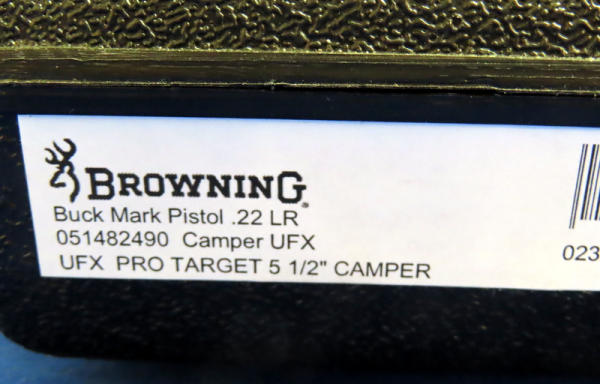 BROWNING®
Buck Mark Pistol .22 LR
051482490 Camper UFX
UFX PRO TARGET 5 1/2" CAMPER
023